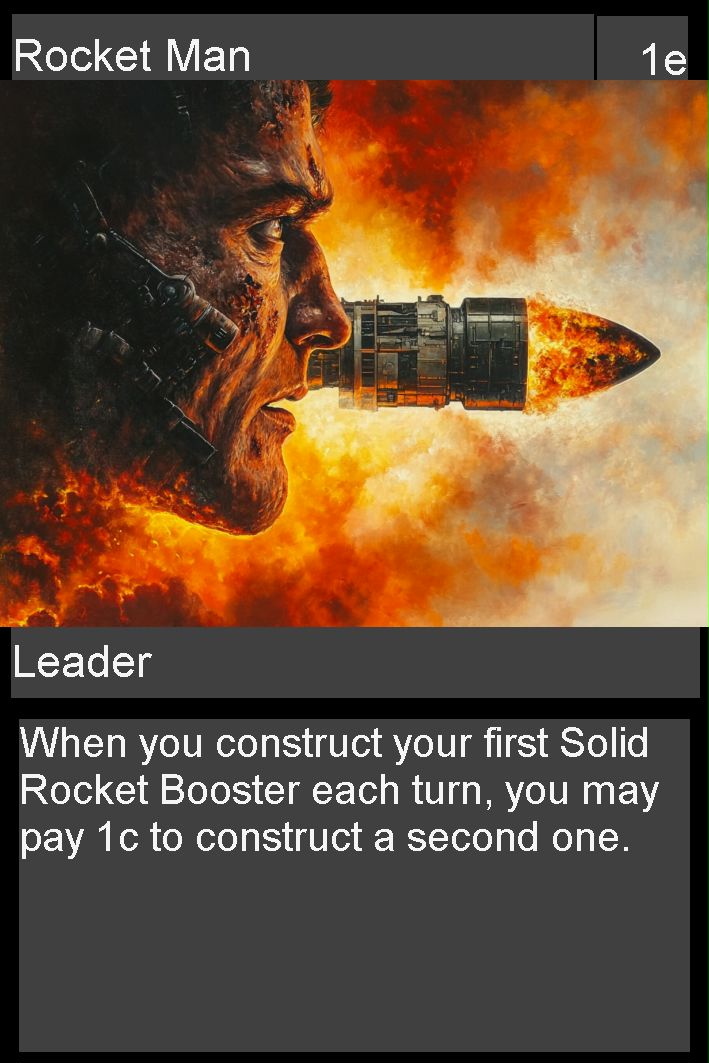 Rocket Man
1e
Leader
When you construct your first Solid
Rocket Booster each turn, you may
pay 1c to construct a second one.